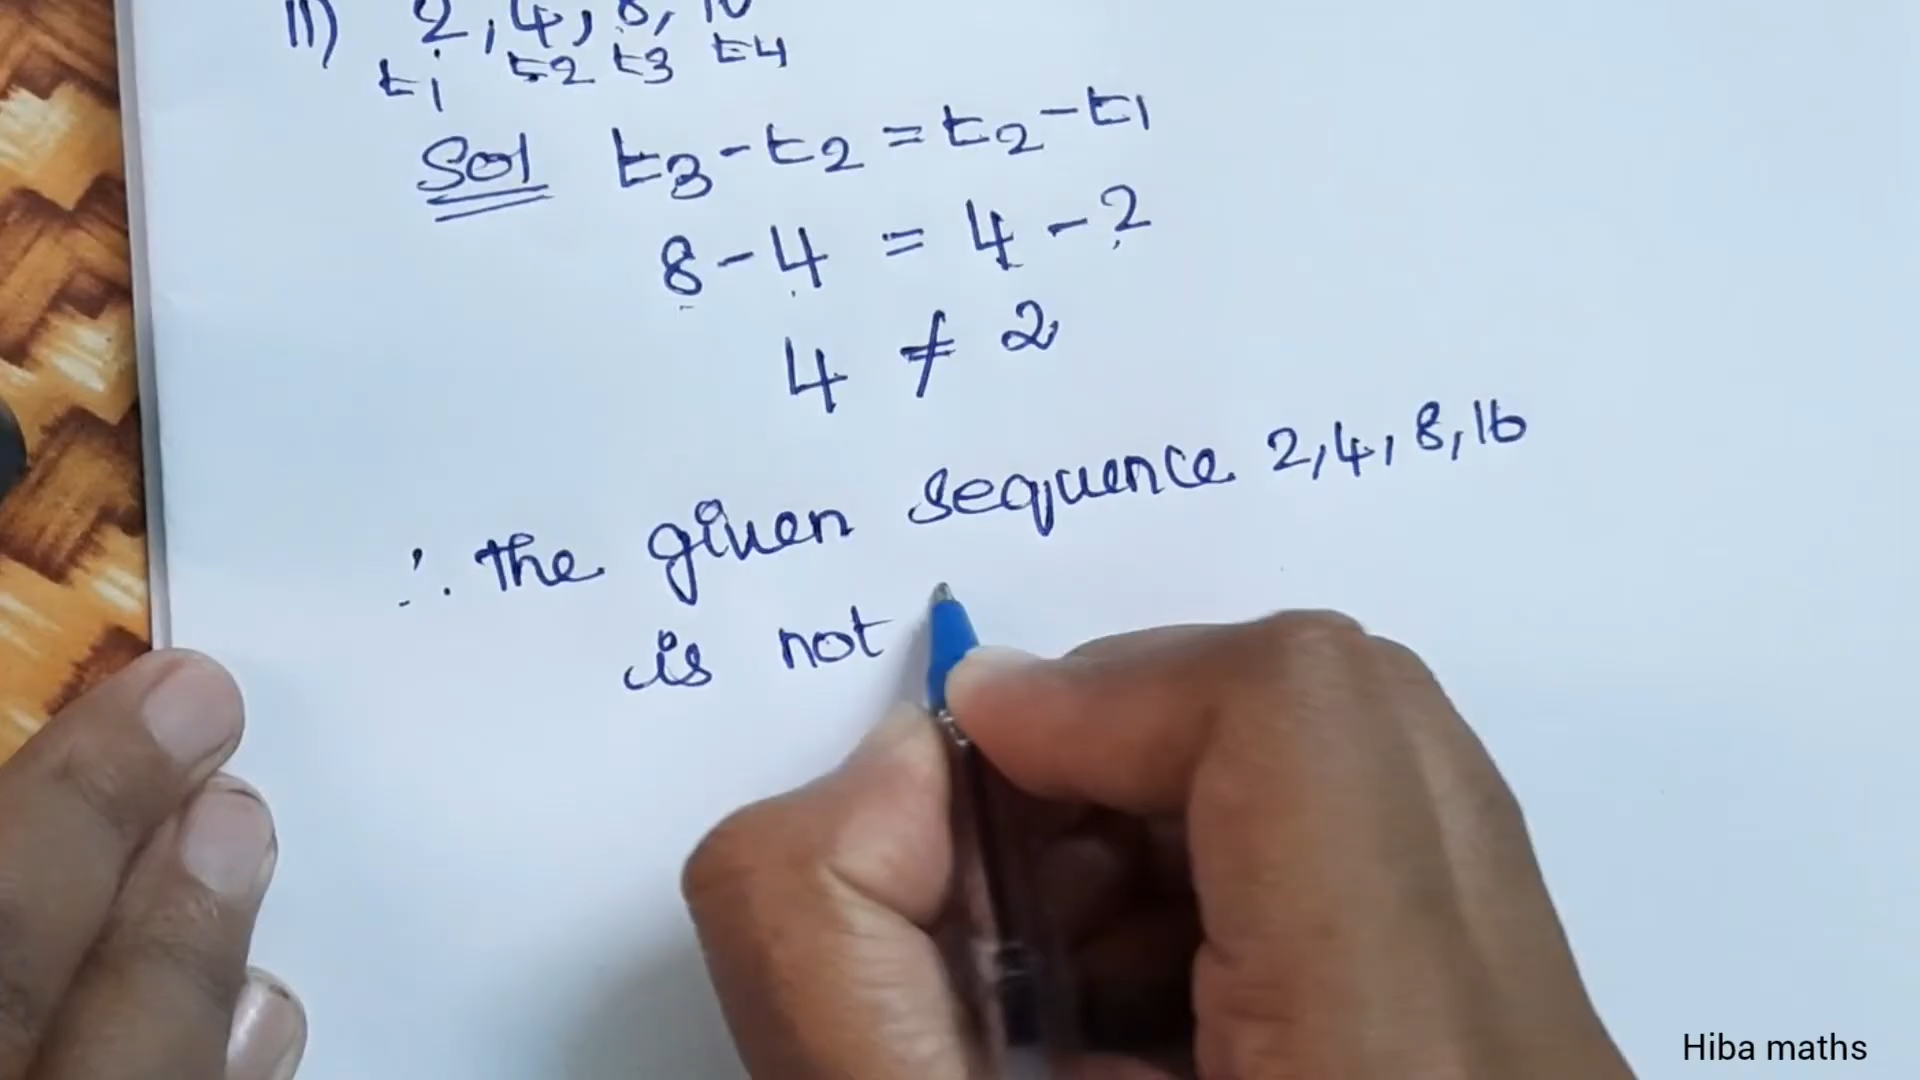 11) 2, 4, 8, 16
t1 t2 t3 t4
Sol t3 - t2 = t2 - t1
8 - 4 = 4 - 2
4 ≠ 2
∴ The given sequence 2, 4, 8, 16
is not
Hiba maths